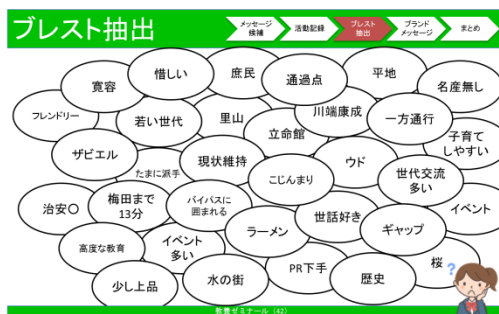 ブレスト抽出
メッセージ
候補
活動記録
ブレスト
抽出
ブランド
メッセージ
まとめ
惜しい
庶民
通過点
平地
寛容
名産無し
フレンドリー
若い世代
里山
川端康成
一方通行
立命館
子育て
しやすい
ザビエル
たまに派手
現状維持
ウド
世代交流
多い
こじんまり
治安〇
梅田まで
13分
バイパスに
囲まれる
世話好き
イベント
ラーメン
ギャップ
高度な教育
イベント
多い
桜
?
少し上品
水の街
PR下手
歴史
教養ゼミナール（42）